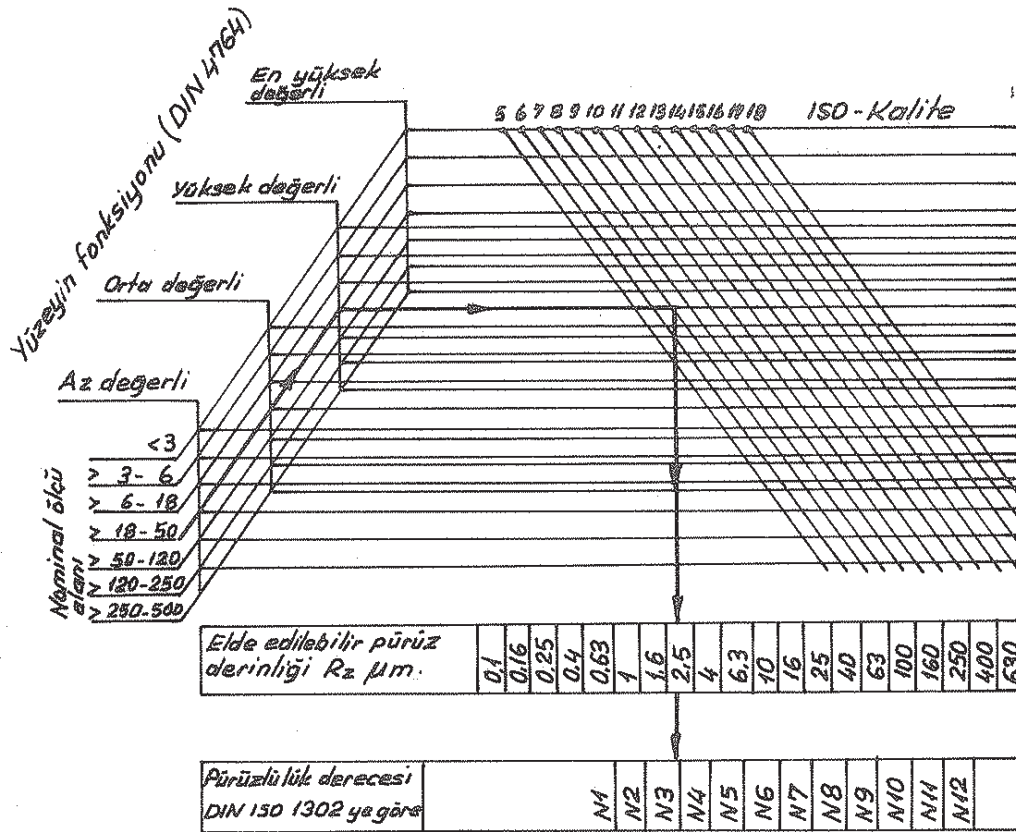 Yüzeyin fonksiyonu (DIN 4764)
En yüksek
değerli
Yüksek değerli
Orta değerli
Az değerli
5 6 7 8 9 10 11 12 13 14 15 16 17 18 ISO-Kalite
Nominal ölçü
alanı
<3
> 3-6
> 6-18
> 18-50
> 50-120
> 120-250
> 250-500
Elde edilebilir pürüz
derinliği Rz µm.
0,1 0,16 0,25 0,4 0,63 1 1,6 2,5 4 6,3 10 16 25 40 63 100 160 250 400 630
Pürüzlülük derecesi
DIN ISO 1302 ye göre
N1 N2 N3 N4 N5 N6 N7 N8 N9 N10 N11 N12